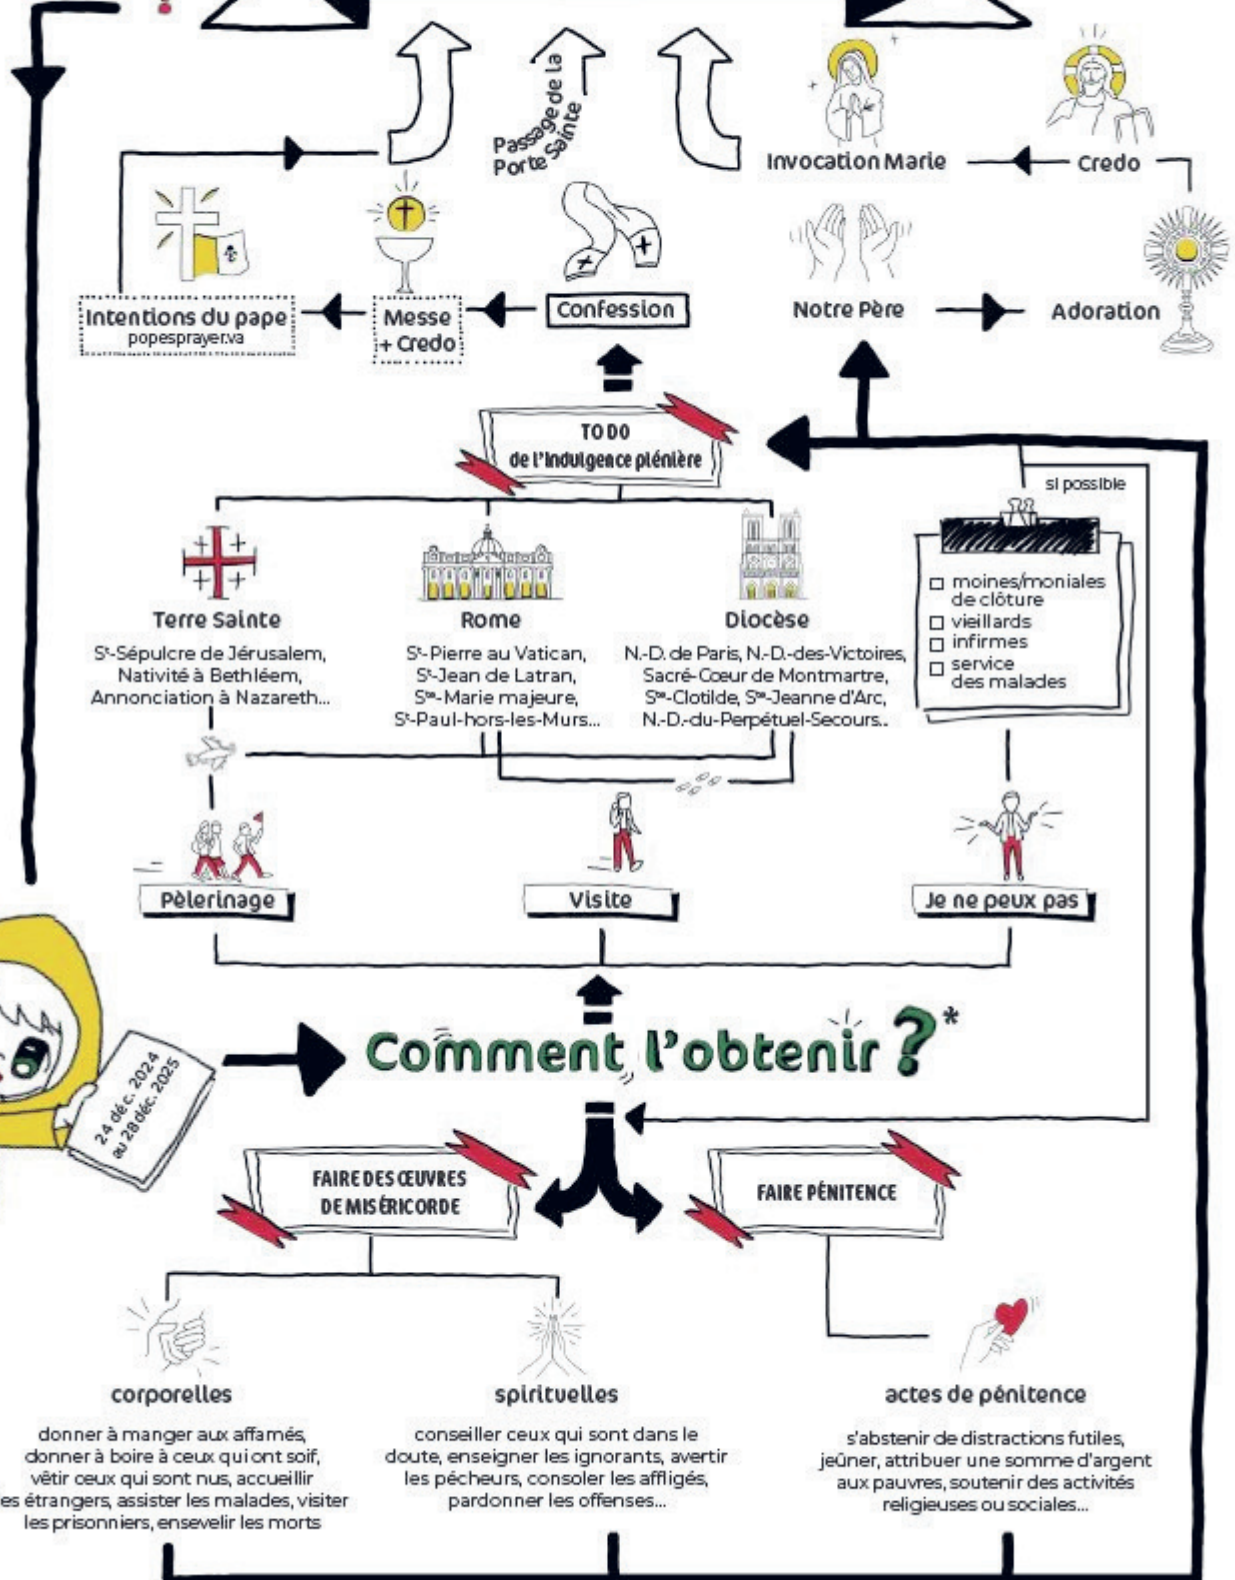 ?
Passage de la
Porte Sainte
Invocation Marie
Credo
Intentions du pape
popesprayer.va
Messe
+ Credo
Confession
Notre Père
Adoration
TO DO
de l'Indulgence plénière
si possible
Terre Sainte
St-Sépulcre de Jérusalem,
Nativité à Bethléem,
Annonciation à Nazareth...
Rome
St-Pierre au Vatican,
St-Jean de Latran,
Ste-Marie majeure,
St-Paul-hors-les-Murs...
Diocèse
N.-D. de Paris, N.-D.-des-Victoires,
Sacré-Cœur de Montmartre,
Ste-Clotilde, Ste-Jeanne d'Arc,
N.-D.-du-Perpétuel-Secours...
moines/moniales
de clôture
vieillards
infirmes
service
des malades
Pèlerinage
Visite
Je ne peux pas
24 déc. 2024
au 28 déc. 2025
Comment l'obtenir ?*
FAIRE DES ŒUVRES
DE MISÉRICORDE
FAIRE PÉNITENCE
corporelles
donner à manger aux affamés,
donner à boire à ceux qui ont soif,
vêtir ceux qui sont nus, accueillir
es étrangers, assister les malades, visiter
les prisonniers, ensevelir les morts
spirituelles
conseiller ceux qui sont dans le
doute, enseigner les ignorants, avertir
les pécheurs, consoler les affligés,
pardonner les offenses...
actes de pénitence
s'abstenir de distractions futiles,
jeûner, attribuer une somme d'argent
aux pauvres, soutenir des activités
religieuses ou sociales...